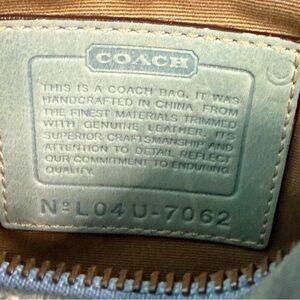 COACH
THIS IS A COACH BAG. IT WAS
HANDCRAFTED IN CHINA FROM
THE FINEST MATERIALS TRIMMED
WITH GENUINE LEATHER. ITS
SUPERIOR CRAFTSMANSHIP AND
ATTENTION TO DETAIL REFLECT
OUR COMMITMENT TO ENDURING
QUALITY.
Nº L04U-7062